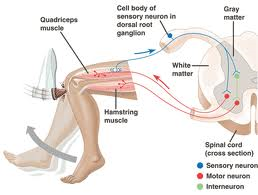 Quadriceps
muscle
Cell body of
sensory neuron in
dorsal root
ganglion
Gray
matter
White
matter
Hamstring
muscle
Spinal cord
(cross section)
Sensory neuron
Motor neuron
Interneuron